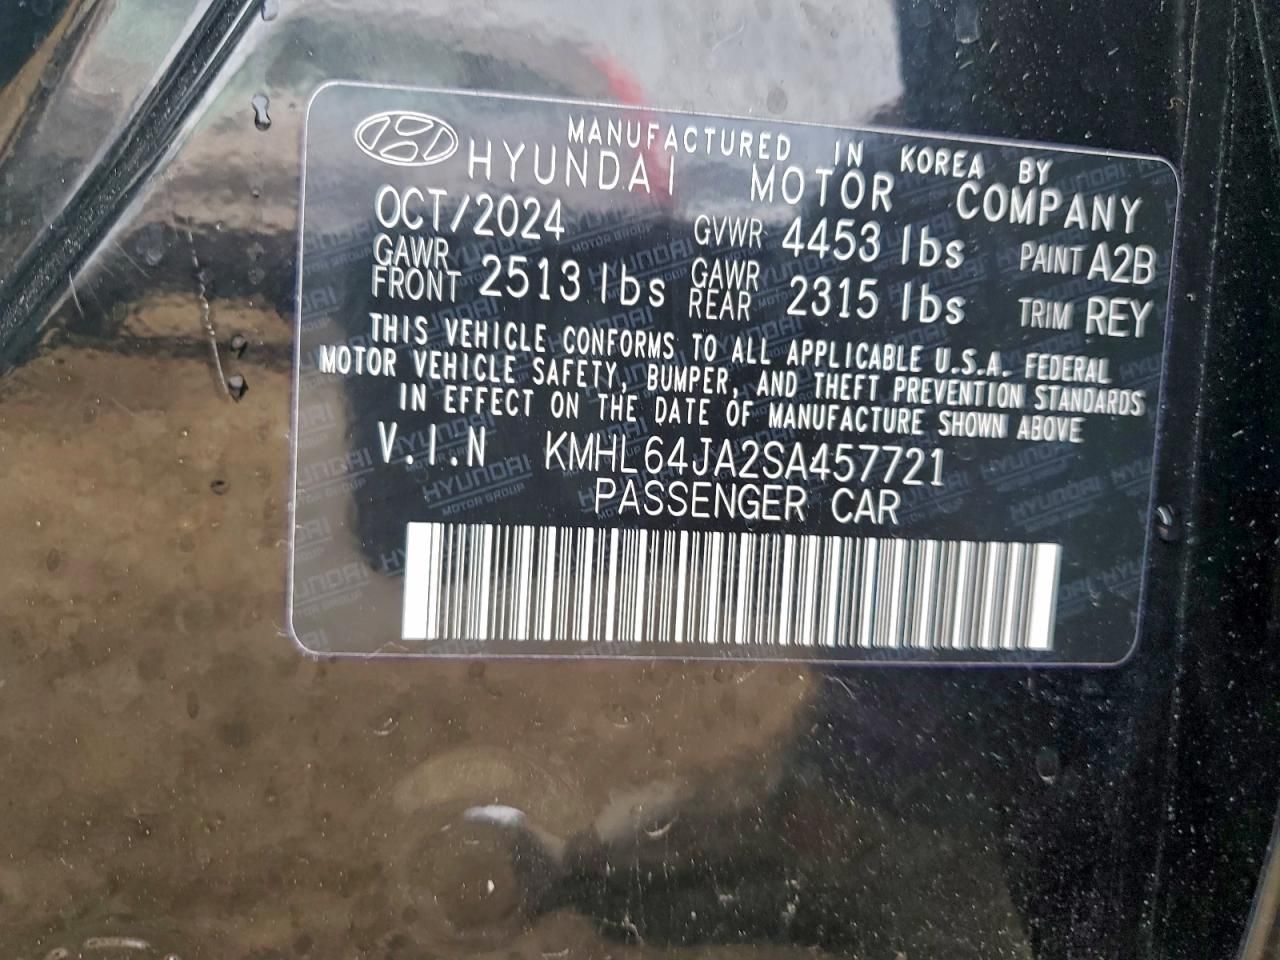 MANUFACTURED IN KOREA BY
HYUNDAI MOTOR COMPANY
OCT/2024 GVWR 4453 lbs PAINT A2B
GAWR FRONT 2513 lbs GAWR REAR 2315 lbs TRIM REY
THIS VEHICLE CONFORMS TO ALL APPLICABLE U.S.A. FEDERAL
MOTOR VEHICLE SAFETY, BUMPER, AND THEFT PREVENTION STANDARDS
IN EFFECT ON THE DATE OF MANUFACTURE SHOWN ABOVE
V.I.N KMHL64JA2SA457721
PASSENGER CAR